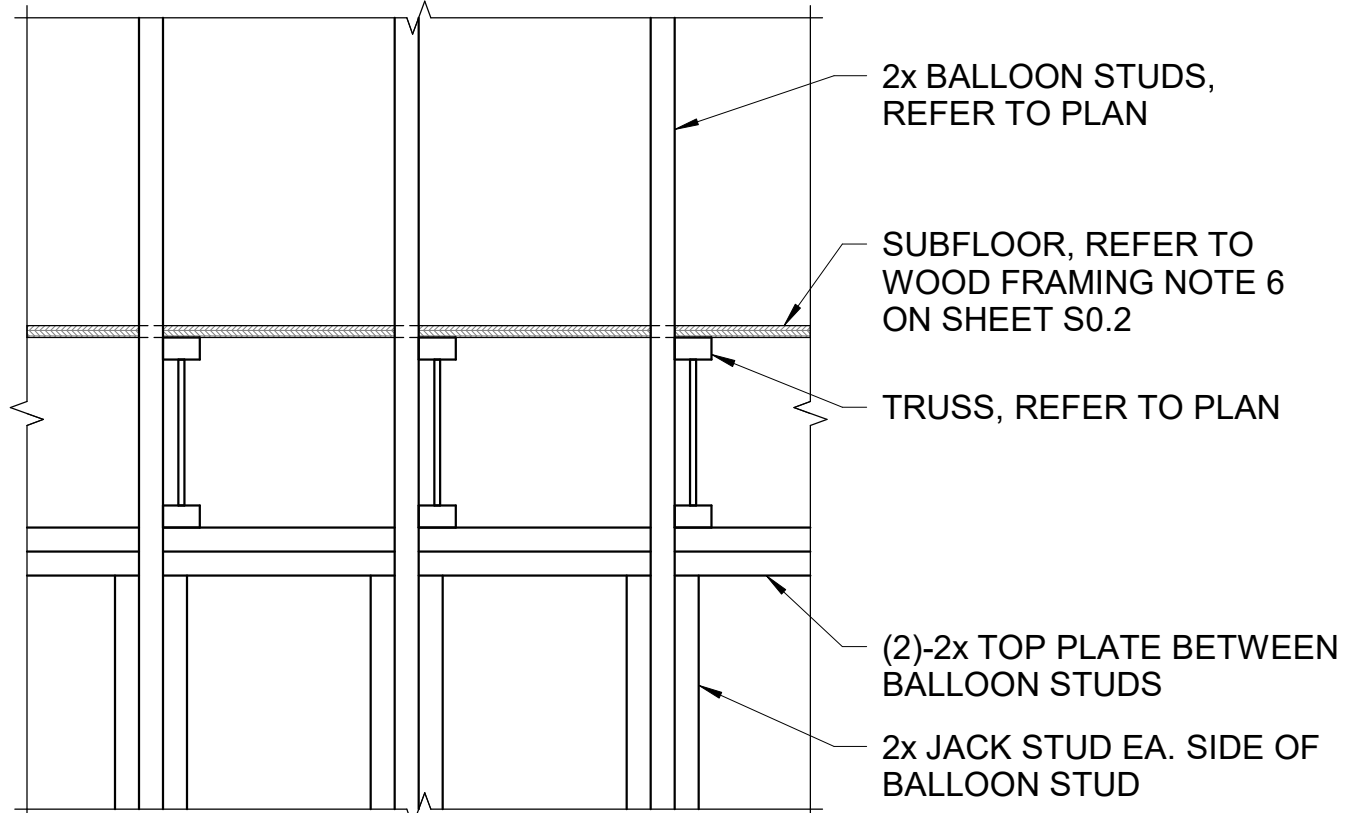 2x BALLOON STUDS,
REFER TO PLAN
SUBFLOOR, REFER TO
WOOD FRAMING NOTE 6
ON SHEET S0.2
TRUSS, REFER TO PLAN
(2)-2x TOP PLATE BETWEEN
BALLOON STUDS
2x JACK STUD EA. SIDE OF
BALLOON STUD